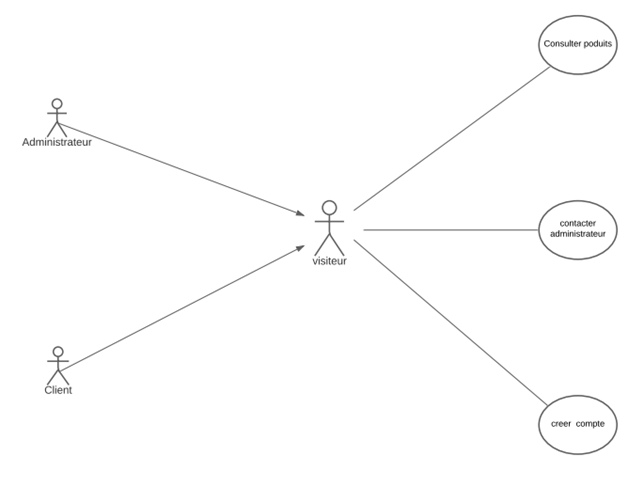 Consulter poduits
Administrateur
contacter
administrateur
visiteur
Client
creer compte